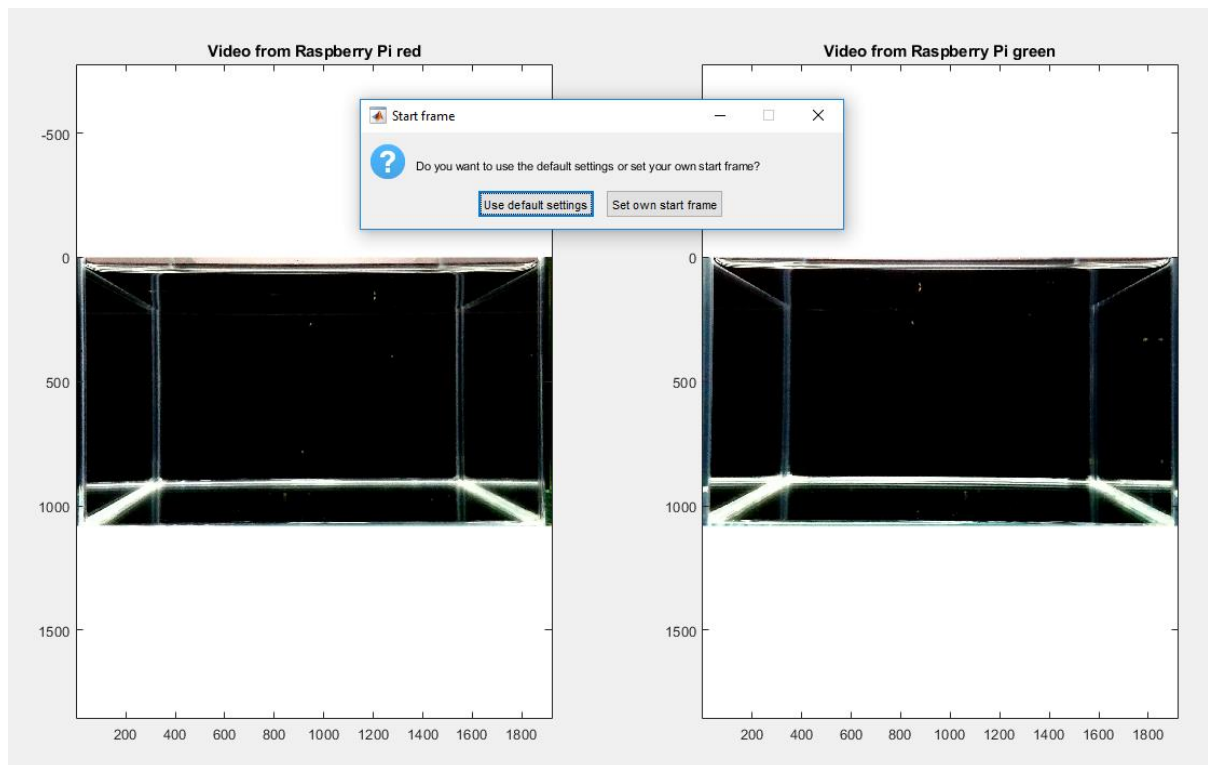 Video from Raspberry Pi red
Video from Raspberry Pi green
Start frame
Do you want to use the default settings or set your own start frame?
Use default settings
Set own start frame
-500
0
500
1000
1500
200 400 600 800 1000 1200 1400 1600 1800
0
500
1000
1500
200 400 600 800 1000 1200 1400 1600 1800